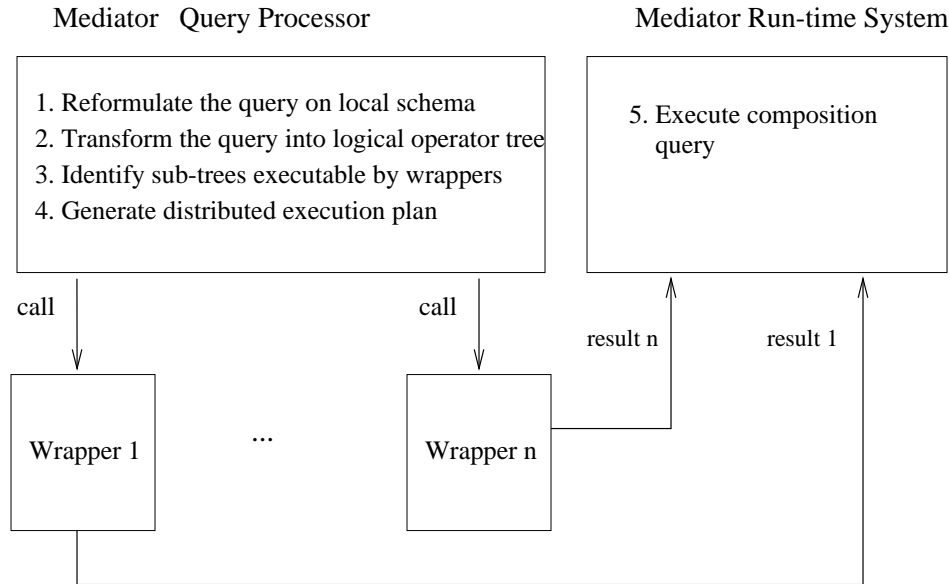 Mediator Query Processor
Mediator Run-time System
1. Reformulate the query on local schema
2. Transform the query into logical operator tree
3. Identify sub-trees executable by wrappers
4. Generate distributed execution plan
5. Execute composition
query
call
call
result n
result 1
Wrapper 1
...
Wrapper n